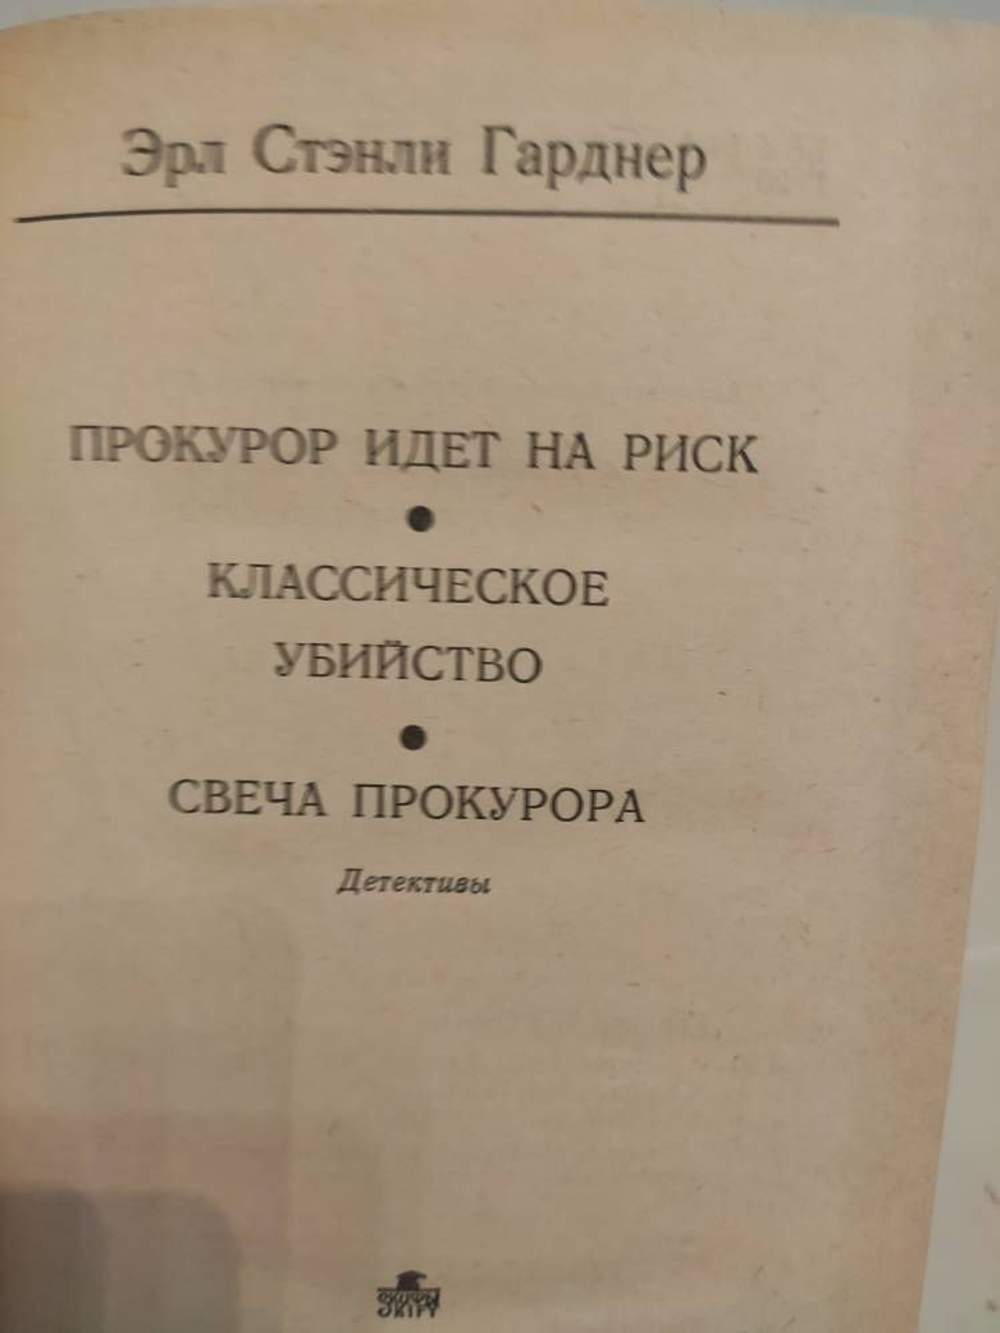 Эрл Стэнли Гарднер
ПРОКУРОР ИДЕТ НА РИСК
КЛАССИЧЕСКОЕ
УБИЙСТВО
СВЕЧА ПРОКУРОРА
Детективы